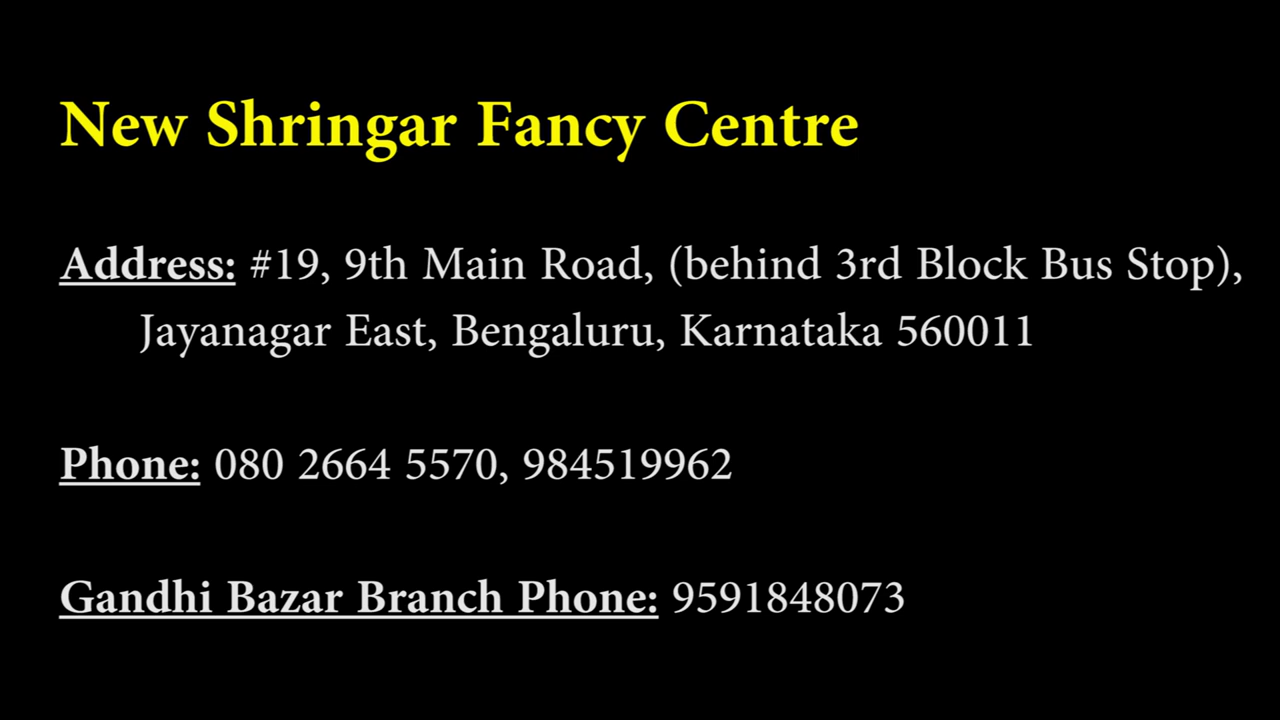 New Shringar Fancy Centre
Address: #19, 9th Main Road, (behind 3rd Block Bus Stop),
Jayanagar East, Bengaluru, Karnataka 560011
Phone: 080 2664 5570, 984519962
Gandhi Bazar Branch Phone: 9591848073